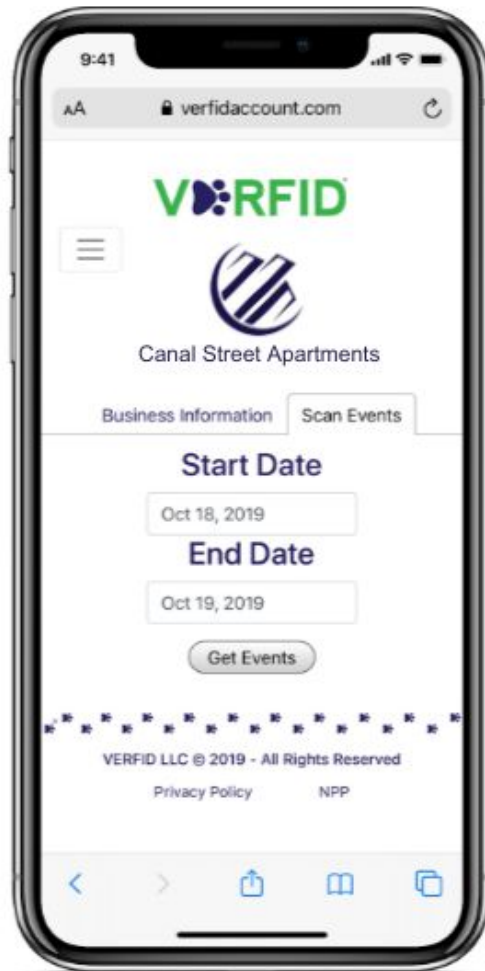 9:41
AA verfidaccount.com
VERFID
Canal Street Apartments
Business Information Scan Events
Start Date
Oct 18, 2019
End Date
Oct 19, 2019
Get Events
VERFID LLC © 2019 - All Rights Reserved
Privacy Policy NPP